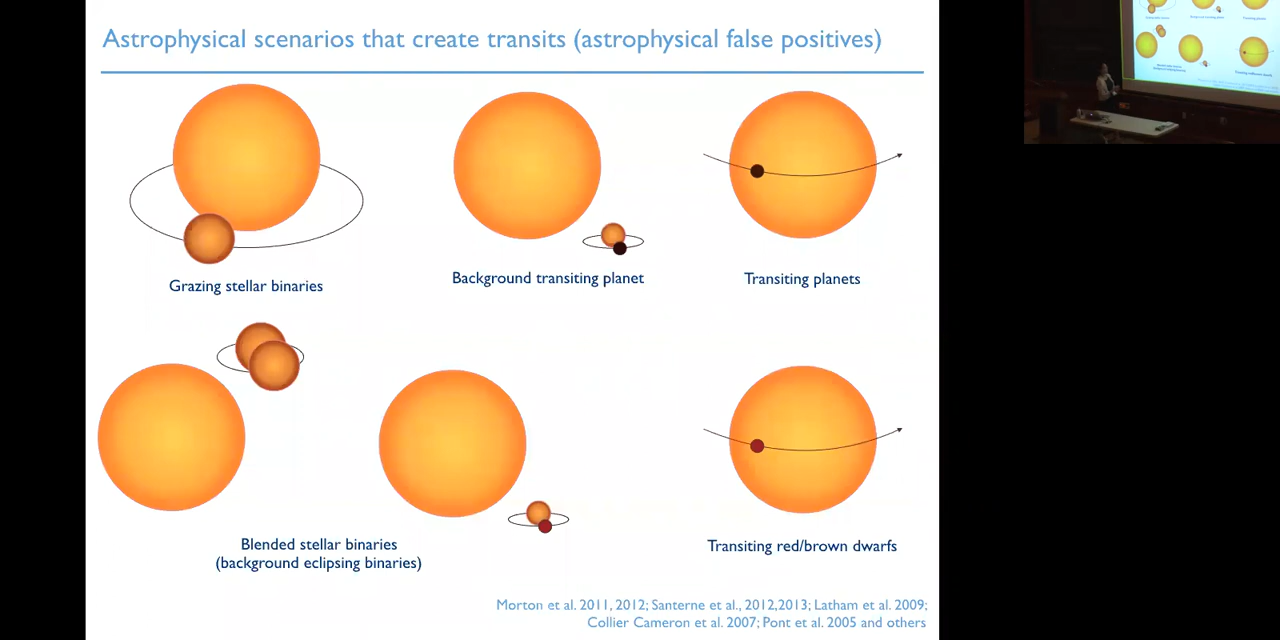 Astrophysical scenarios that create transits (astrophysical false positives)
Grazing stellar binaries
Background transiting planet
Transiting planets
Blended stellar binaries
(background eclipsing binaries)
Transiting red/brown dwarfs
Morton et al. 2011, 2012; Santerne et al., 2012,2013; Latham et al. 2009;
Collier Cameron et al. 2007; Pont et al. 2005 and others